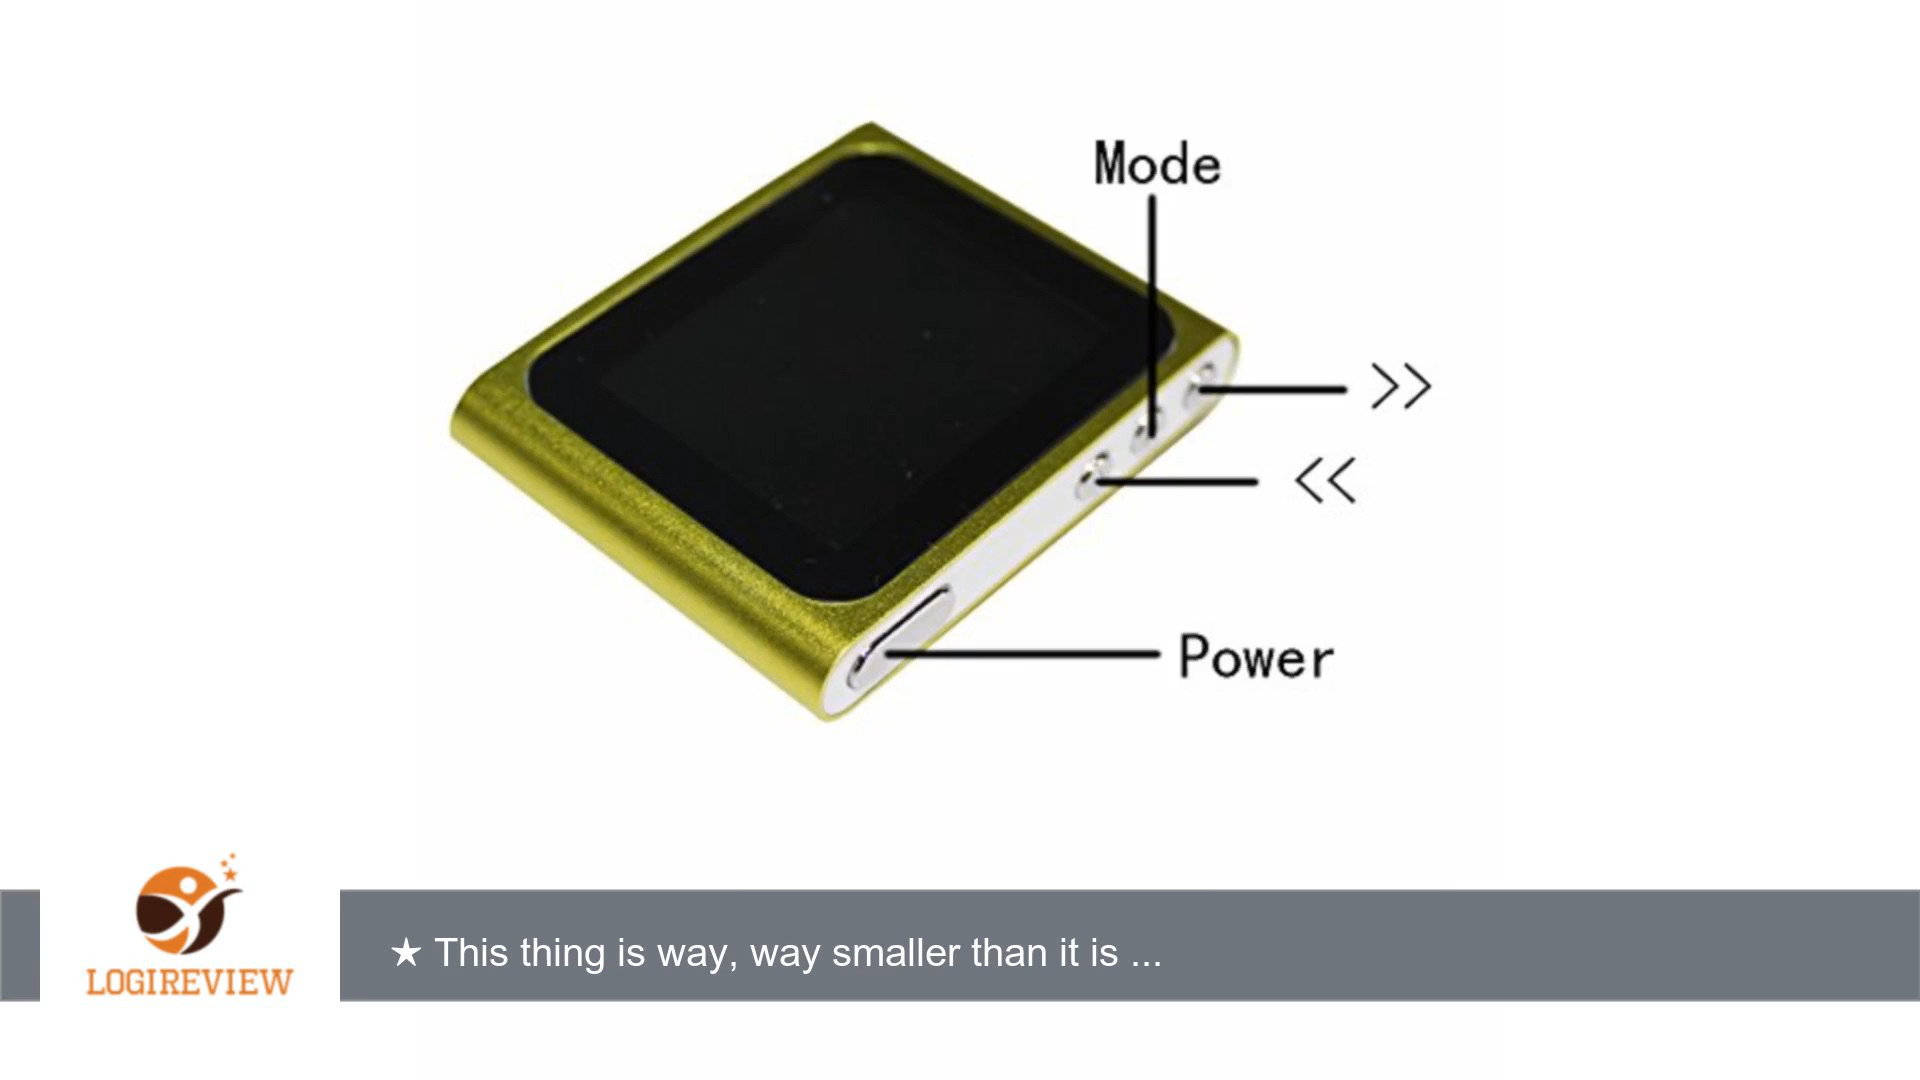 Mode
>>
<<
Power
LOGIREVIEW
★ This thing is way, way smaller than it is ...